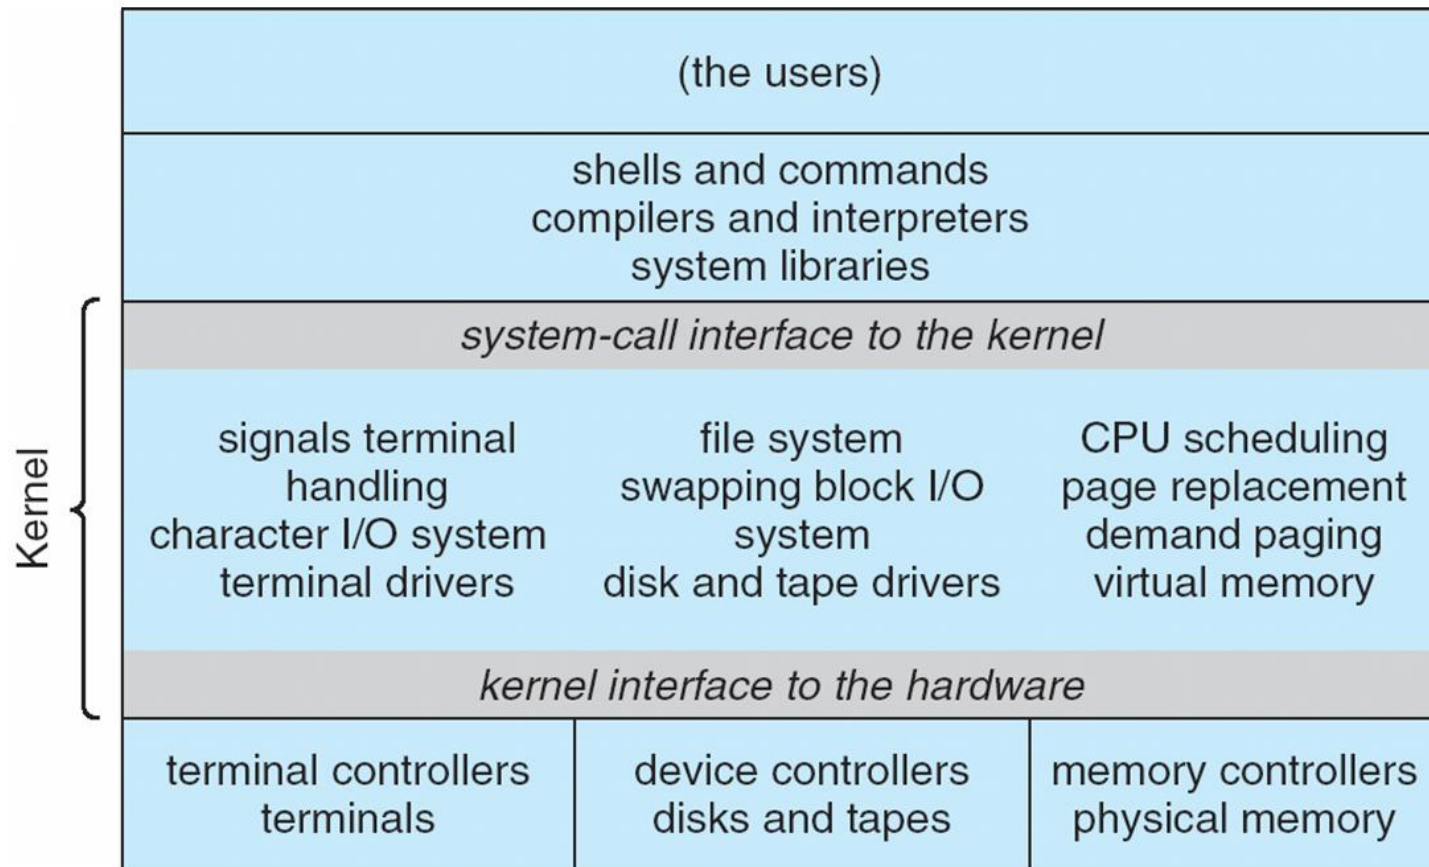 (the users)
shells and commands
compilers and interpreters
system libraries
Kernel
system-call interface to the kernel
signals terminal
handling
character I/O system
terminal drivers
file system
swapping block I/O
system
disk and tape drivers
CPU scheduling
page replacement
demand paging
virtual memory
kernel interface to the hardware
terminal controllers
terminals
device controllers
disks and tapes
memory controllers
physical memory